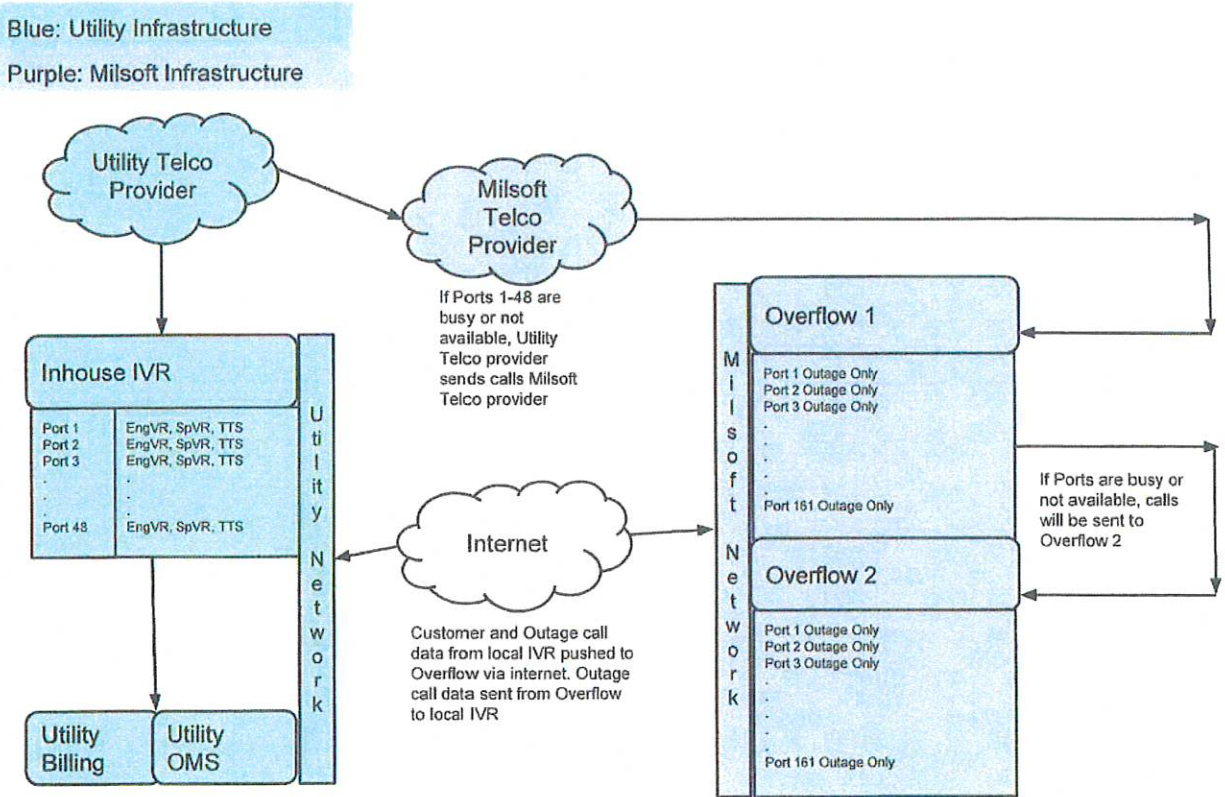 Blue: Utility Infrastructure
Purple: Milsoft Infrastructure
Utility Telco
Provider
Milsoft
Telco
Provider
If Ports 1-48 are
busy or not
available, Utility
Telco provider
sends calls Milsoft
Telco provider
Inhouse IVR
Port 1 EngVR, SpVR, TTS
Port 2 EngVR, SpVR, TTS
Port 3 EngVR, SpVR, TTS
. .
. .
. .
Port 48 EngVR, SpVR, TTS
Utility Network
Utility
Billing
Utility
OMS
Internet
Customer and Outage call
data from local IVR pushed to
Overflow via internet. Outage
call data sent from Overflow
to local IVR
Milsoft Network
Overflow 1
Port 1 Outage Only
Port 2 Outage Only
Port 3 Outage Only
.
.
.
.
.
Port 161 Outage Only
If Ports are busy or
not available, calls
will be sent to
Overflow 2
Overflow 2
Port 1 Outage Only
Port 2 Outage Only
Port 3 Outage Only
.
.
.
.
.
Port 161 Outage Only